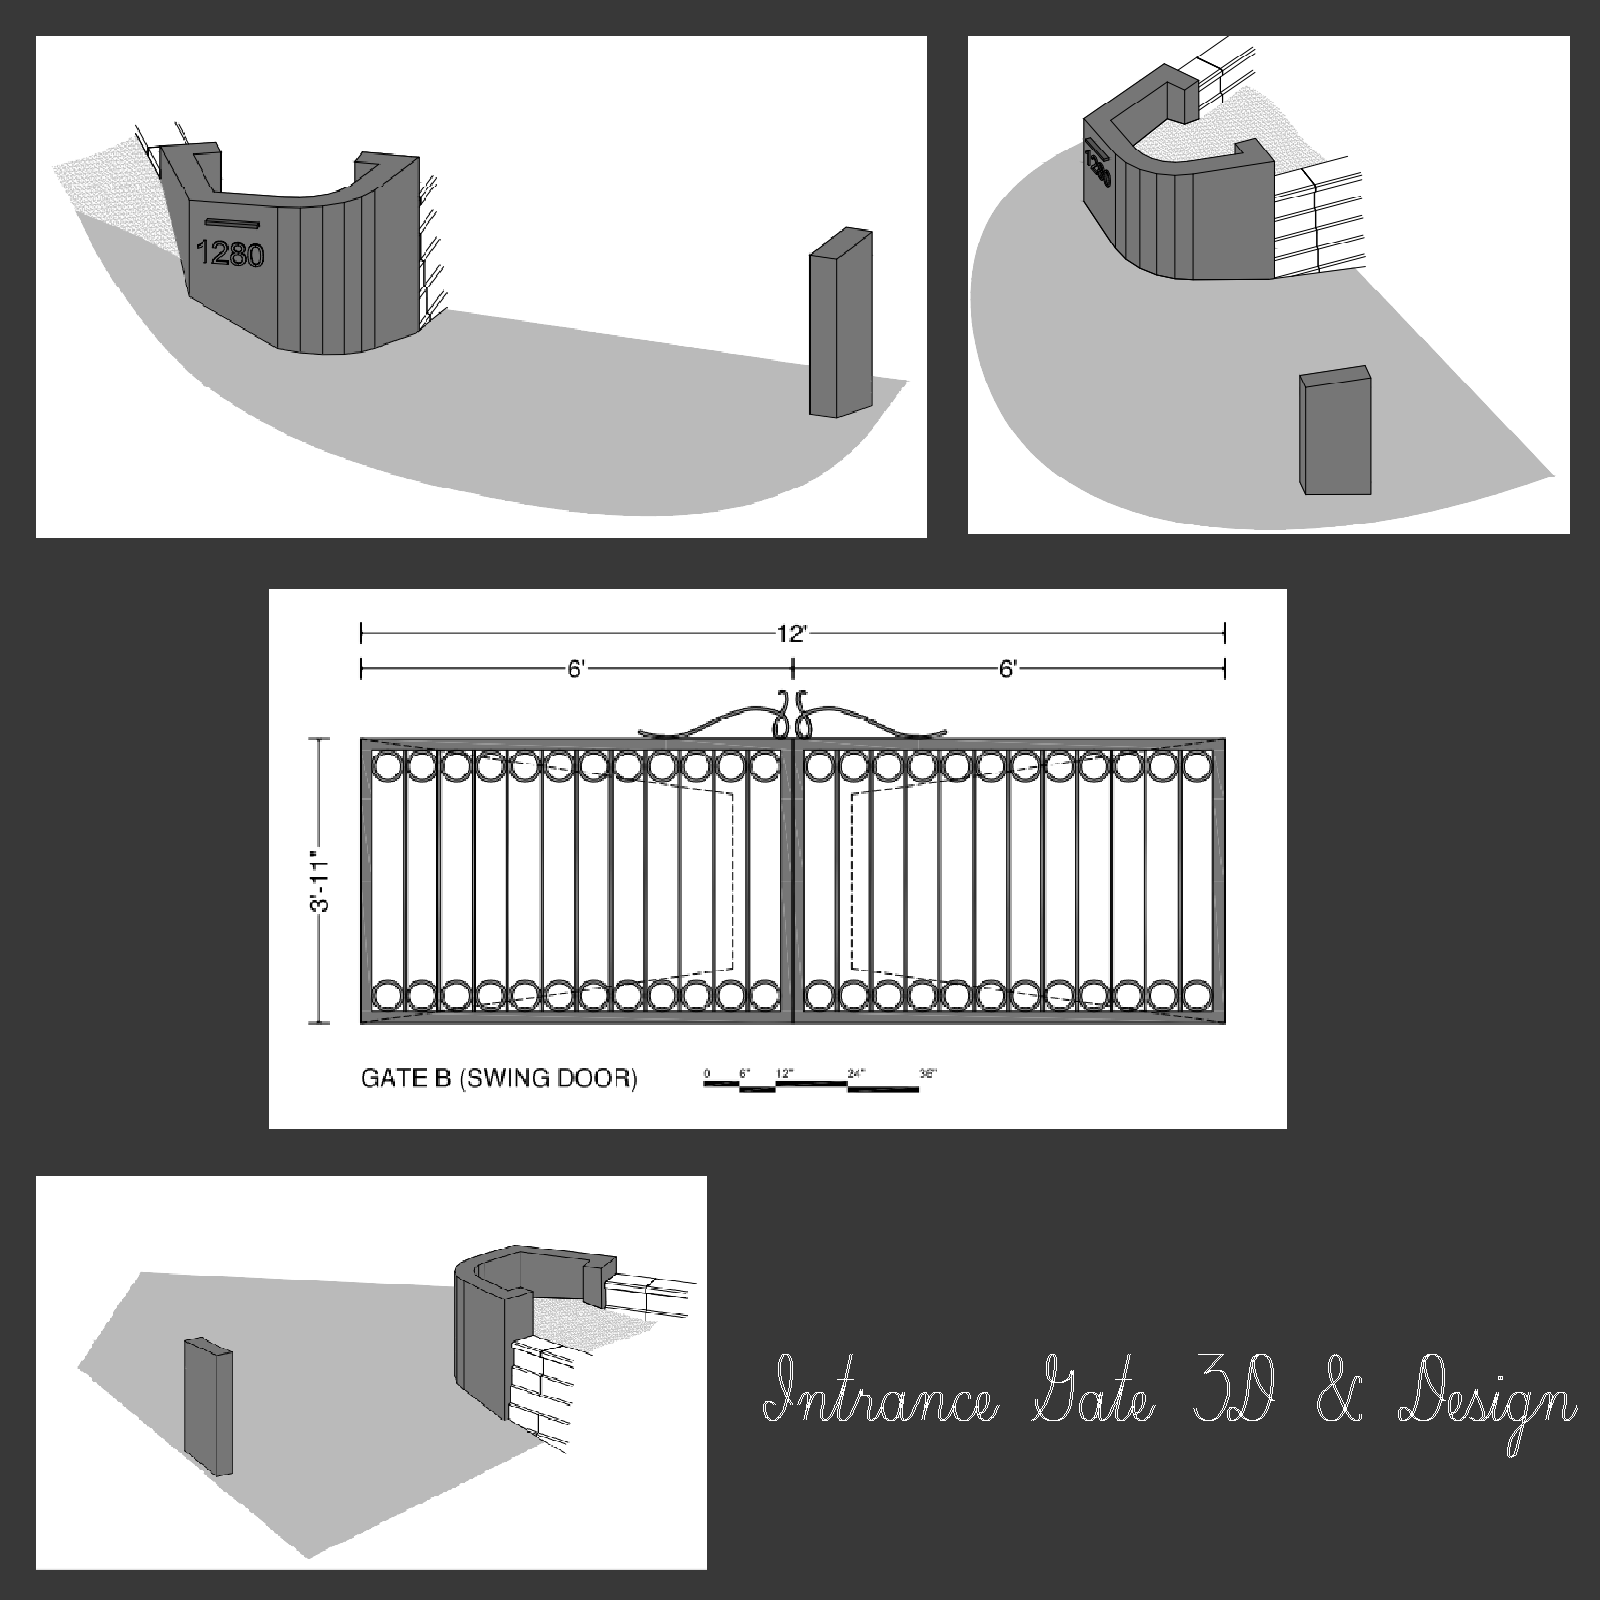 1280
1280
12'
6' 6'
3'-11"
GATE B (SWING DOOR)
0 6" 12" 24" 36"
Intrance Gate 3D & Design